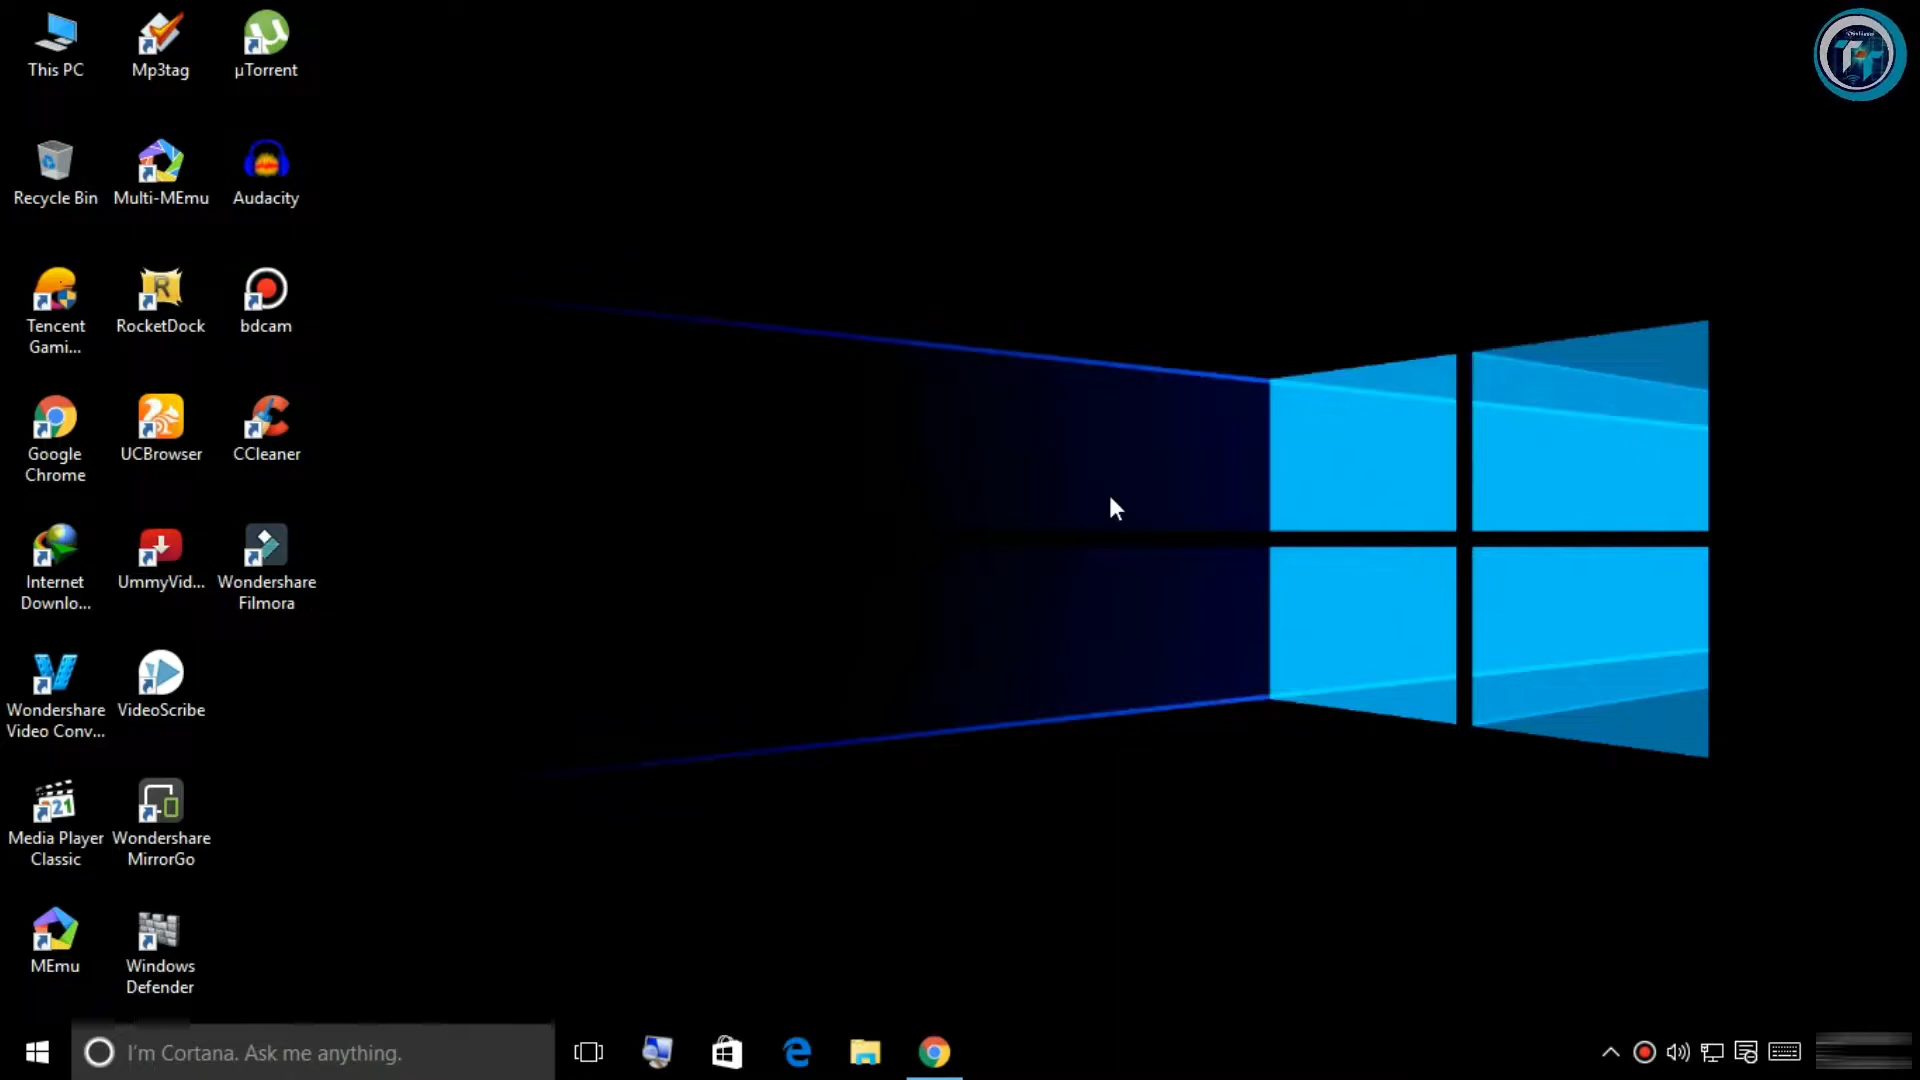 This PC
Mp3tag
µTorrent
Recycle Bin
Multi-MEmu
Audacity
Tencent
Gami...
RocketDock
bdcam
Google
Chrome
UCBrowser
CCleaner
Internet
Downlo...
UmmyVid...
Wondershare
Filmora
Wondershare
Video Conv...
VideoScribe
Media Player
Classic
Wondershare
MirrorGo
MEmu
Windows
Defender
I'm Cortana. Ask me anything.